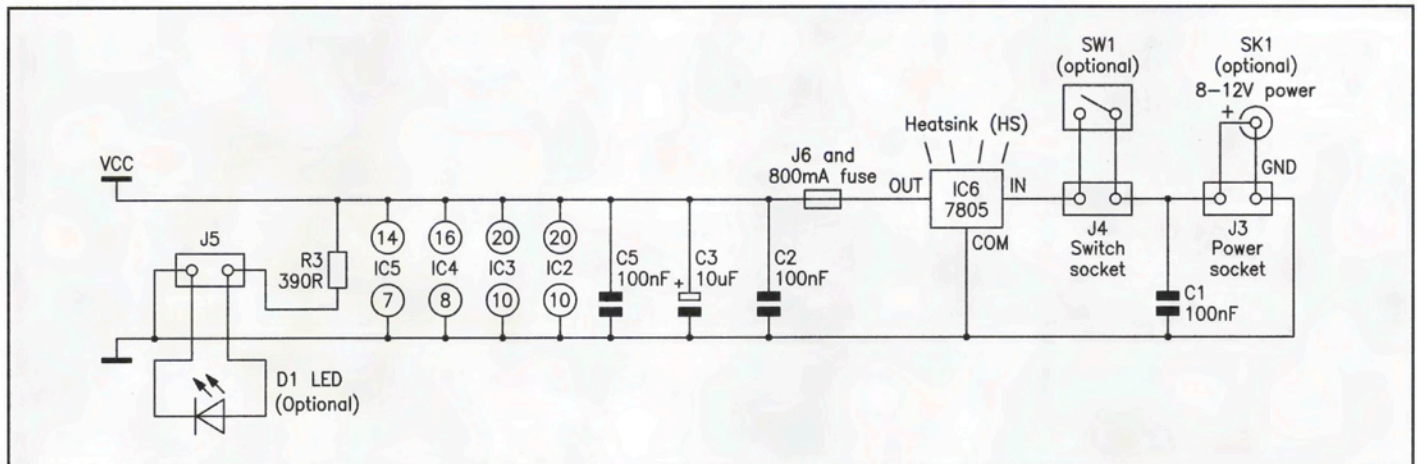 SW1
(optional)
SK1
(optional)
8-12V power
+
Heatsink (HS)
GND
VCC
J6 and
800mA fuse
OUT
IC6
7805
IN
COM
J4
Switch
socket
J3
Power
socket
J5
R3
390R
14
16
20
20
IC5
IC4
IC3
IC2
7
8
10
10
C5
100nF
C3
10uF
+
C2
100nF
C1
100nF
D1 LED
(Optional)